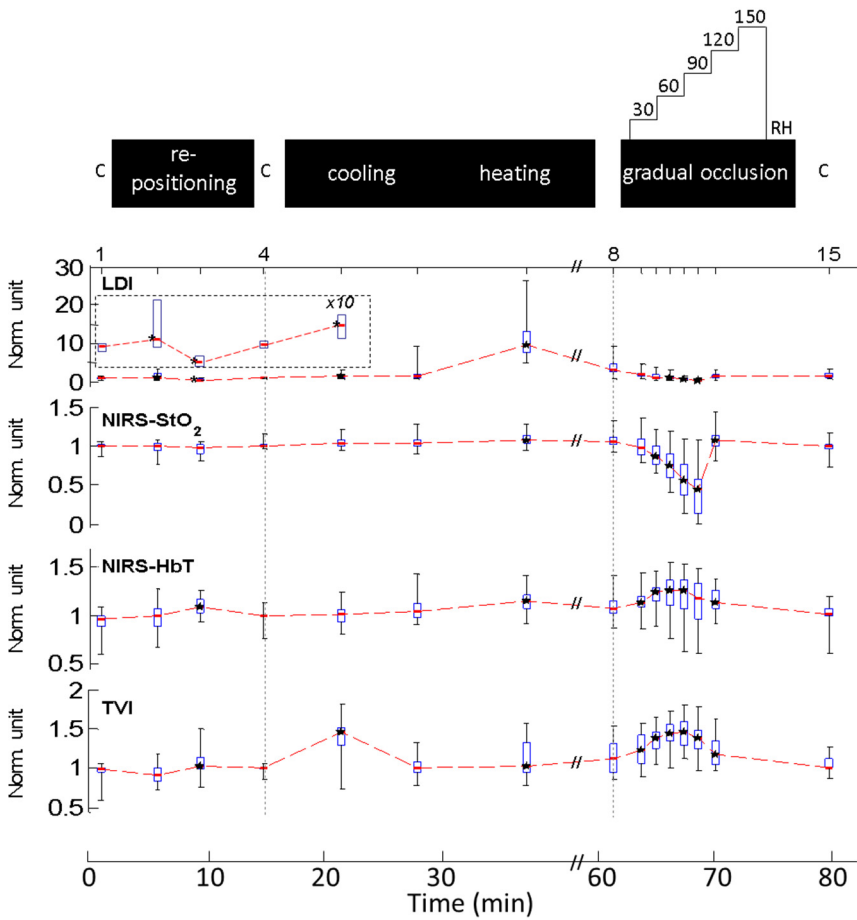 150
120
90
60
30
RH
C
re-
positioning
C
cooling
heating
gradual occlusion
C
1
4
//
8
15
30
20
10
0
Norm. unit
LDI
x10
//
1.5
1
0.5
0
Norm. unit
NIRS-StO2
//
1.5
1
0.5
Norm. unit
NIRS-HbT
//
2
1.5
1
0.5
Norm. unit
TVI
//
0
10
20
30
//
60
70
80
Time (min)